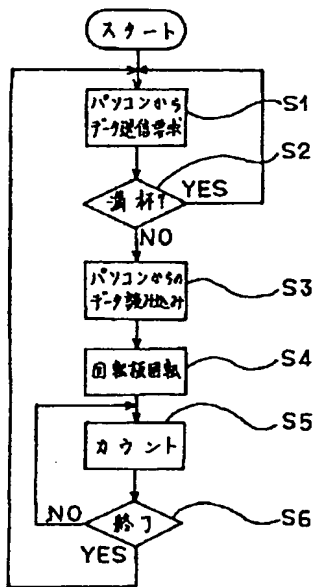 スタート
パソコンから
データ送信要求
S1
S2
満杯?
YES
NO
パソコンからの
データ読み込み
S3
回転板回転
S4
S5
カウント
NO
終了
S6
YES